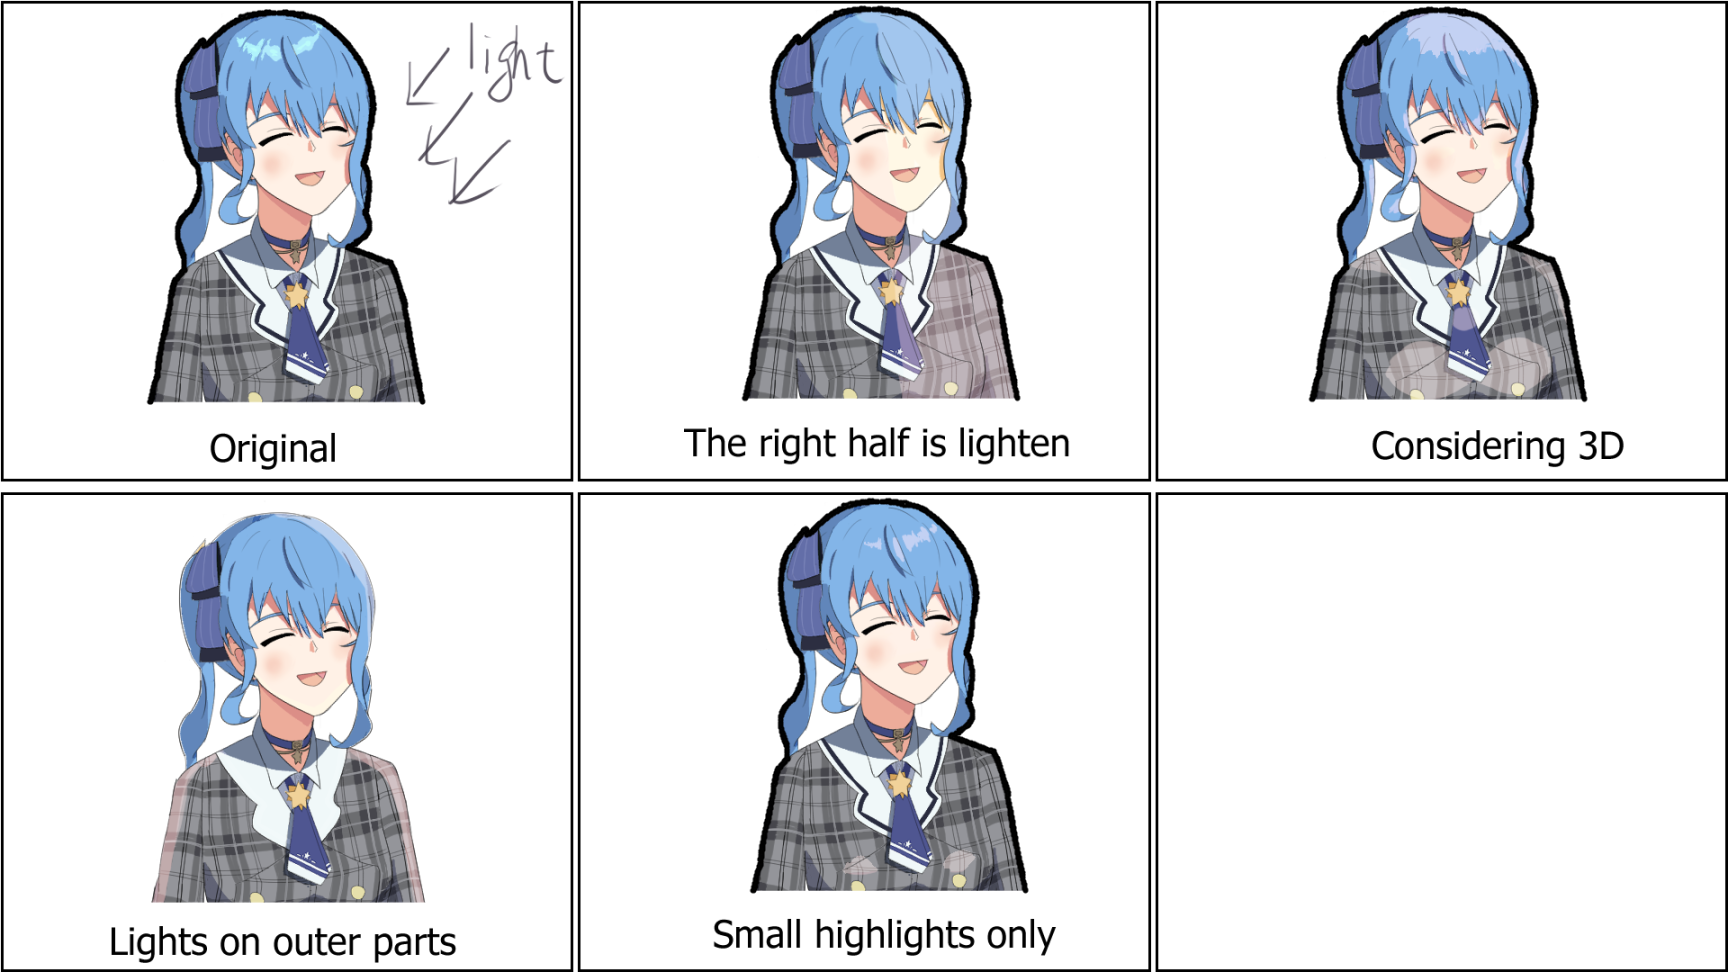 light
Original
The right half is lighten
Considering 3D
Lights on outer parts
Small highlights only